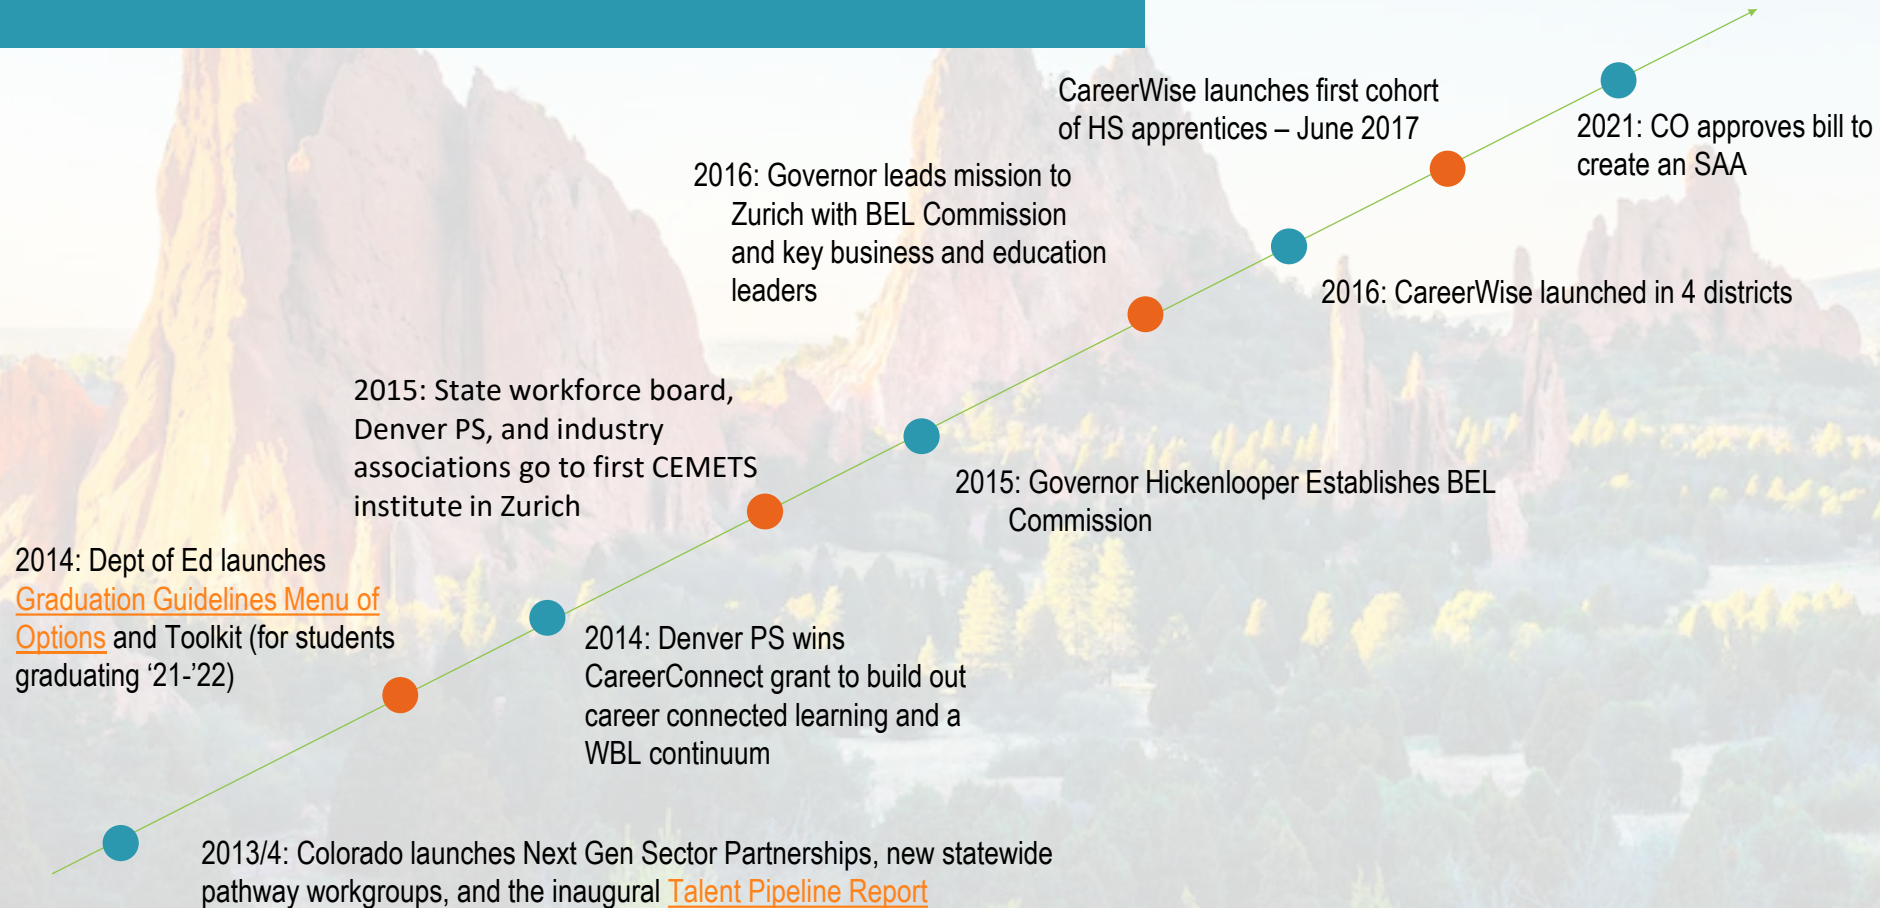 CareerWise launches first cohort
of HS apprentices – June 2017
2021: CO approves bill to
create an SAA
2016: Governor leads mission to
Zurich with BEL Commission
and key business and education
leaders
2016: CareerWise launched in 4 districts
2015: State workforce board,
Denver PS, and industry
associations go to first CEMETS
institute in Zurich
2015: Governor Hickenlooper Establishes BEL
Commission
2014: Dept of Ed launches
Graduation Guidelines Menu of
Options and Toolkit (for students
graduating ‘21-’22)
2014: Denver PS wins
CareerConnect grant to build out
career connected learning and a
WBL continuum
2013/4: Colorado launches Next Gen Sector Partnerships, new statewide
pathway workgroups, and the inaugural Talent Pipeline Report